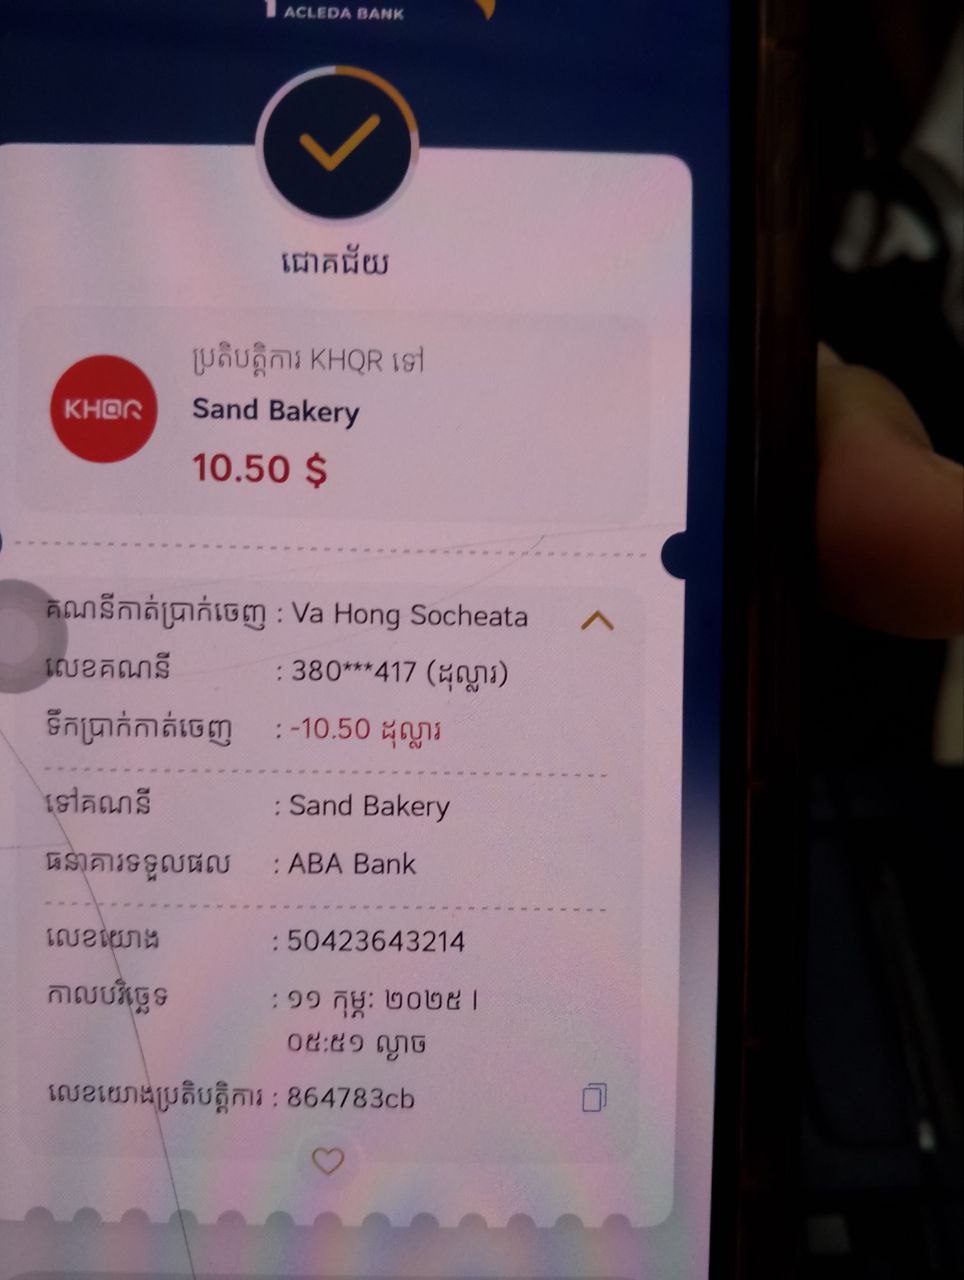 ACLEDA BANK
ជោគជ័យ
ប្រតិបត្តិការ KHQR ទៅ
KHQR
Sand Bakery
10.50 $
គណនីកាត់ប្រាក់ចេញ : Va Hong Socheata
លេខគណនី : 380***417 (ដុល្លារ)
ទឹកប្រាក់កាត់ចេញ : -10.50 ដុល្លារ
ទៅគណនី : Sand Bakery
ធនាគារទទួលផល : ABA Bank
លេខយោង : 50423643214
កាលបរិច្ឆេទ : ១១ កុម្ភៈ ២០២៥ |
០៥:៥១ ល្ងាច
លេខយោងប្រតិបត្តិការ : 864783cb